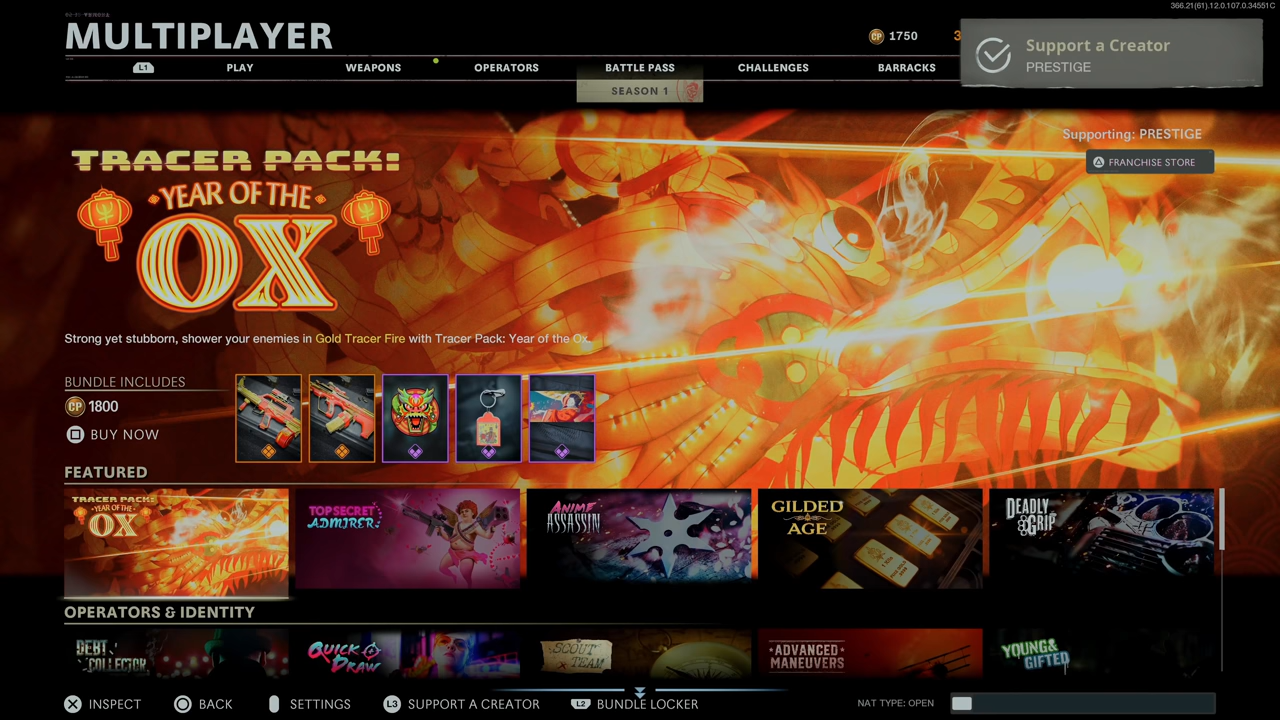 366.21(61).12.0.107.0.34551C
MULTIPLAYER
CP 1750
Support a Creator
PRESTIGE
L1
PLAY
WEAPONS
OPERATORS
BATTLE PASS
CHALLENGES
BARRACKS
SEASON 1
Supporting: PRESTIGE
FRANCHISE STORE
TRACER PACK:
YEAR OF THE
OX
Strong yet stubborn, shower your enemies in Gold Tracer Fire with Tracer Pack: Year of the Ox.
BUNDLE INCLUDES
CP 1800
BUY NOW
FEATURED
TRACER PACK:
YEAR OF THE
OX
TOP SECRET
ADMIRER
ANIME
ASSASSIN
GILDED
AGE
DEADLY
GRIP
OPERATORS & IDENTITY
DEBT
COLLECTOR
QUICK
DRAW
SCOUT
TEAM
ADVANCED
MANEUVERS
YOUNG &
GIFTED
INSPECT
BACK
SETTINGS
L3 SUPPORT A CREATOR
L2 BUNDLE LOCKER
NAT TYPE: OPEN